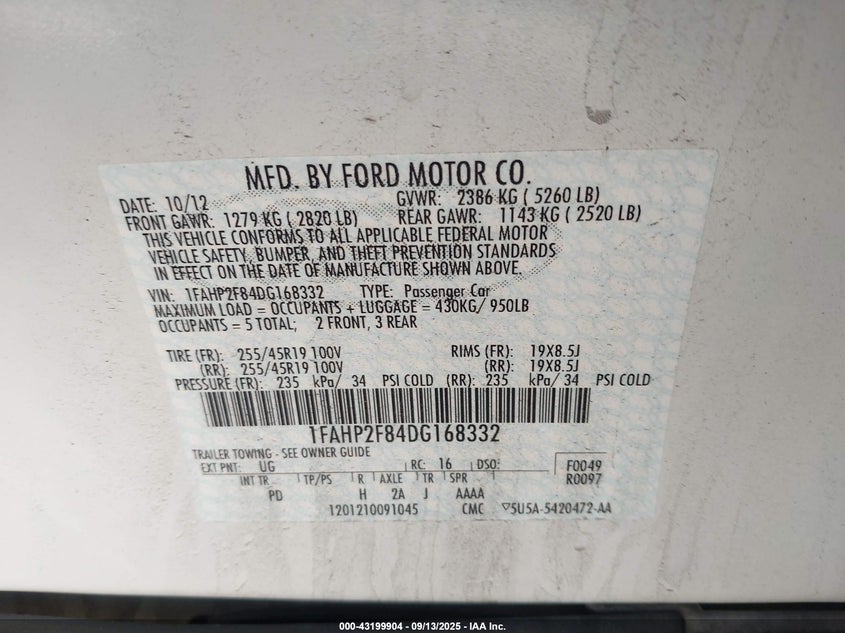 MFD. BY FORD MOTOR CO.
DATE: 10/12 GVWR: 2386 KG ( 5260 LB)
FRONT GAWR: 1279 KG ( 2820 LB) REAR GAWR: 1143 KG ( 2520 LB)
THIS VEHICLE CONFORMS TO ALL APPLICABLE FEDERAL MOTOR
VEHICLE SAFETY, BUMPER, AND THEFT PREVENTION STANDARDS
IN EFFECT ON THE DATE OF MANUFACTURE SHOWN ABOVE.
VIN: 1FAHP2F84DG168332 TYPE: Passenger Car
MAXIMUM LOAD = OCCUPANTS + LUGGAGE = 430KG/ 950LB
OCCUPANTS = 5 TOTAL; 2 FRONT, 3 REAR
TIRE (FR): 255/45R19 100V RIMS (FR): 19X8.5J
(RR): 255/45R19 100V (RR): 19X8.5J
PRESSURE (FR): 235 kPa/ 34 PSI COLD (RR): 235 kPa/ 34 PSI COLD
1FAHP2F84DG168332
TRAILER TOWING - SEE OWNER GUIDE
EXT PNT: UG RC: 16 DSO: F0049
INT TR TP/PS R AXLE TR SPR R0097
PD H 2A J AAAA
1201210091045 CMC ▽5U5A-5420472-AA
000-43199904 - 09/13/2025 - IAA Inc.